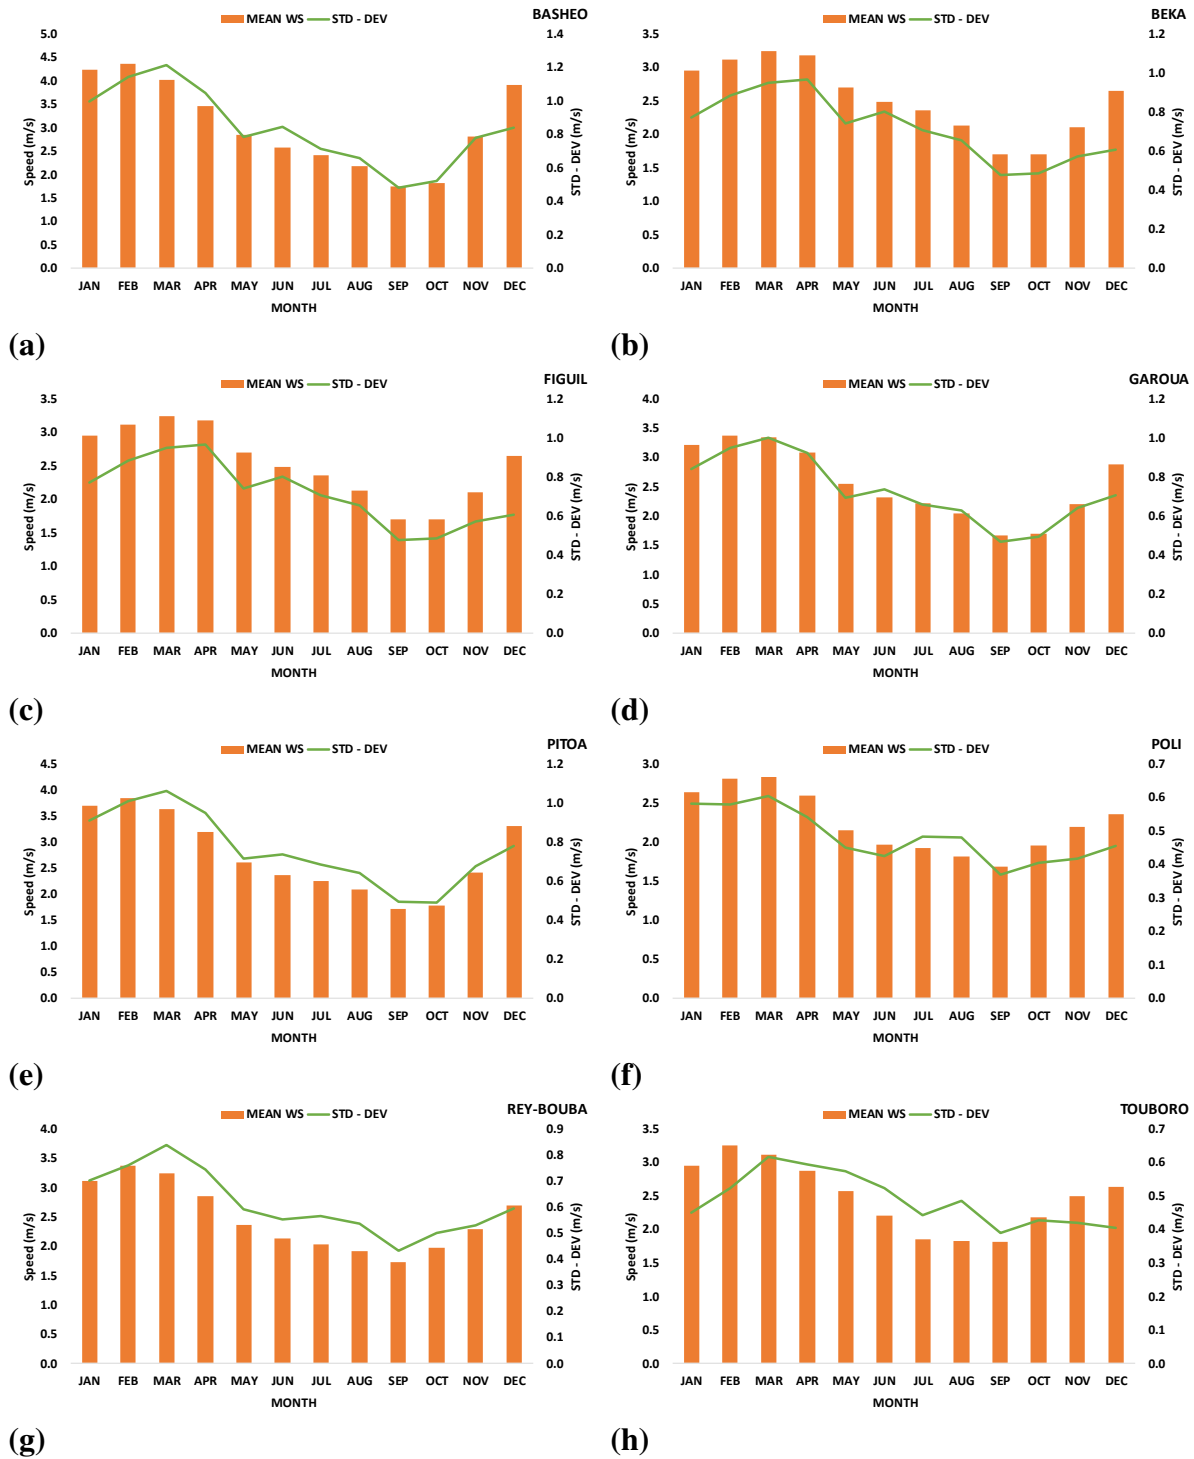 BASHEO
MEAN WS STD - DEV
5.0 4.5 4.0 3.5 3.0 2.5 2.0 1.5 1.0 0.5 0.0
Speed (m/s)
1.4 1.2 1.0 0.8 0.6 0.4 0.2 0.0
STD - DEV (m/s)
JAN FEB MAR APR MAY JUN JUL AUG SEP OCT NOV DEC
MONTH
(a)
BEKA
MEAN WS STD - DEV
3.5 3.0 2.5 2.0 1.5 1.0 0.5 0.0
Speed (m/s)
1.2 1.0 0.8 0.6 0.4 0.2 0.0
STD - DEV (m/s)
JAN FEB MAR APR MAY JUN JUL AUG SEP OCT NOV DEC
MONTH
(b)
FIGUIL
MEAN WS STD - DEV
3.5 3.0 2.5 2.0 1.5 1.0 0.5 0.0
Speed (m/s)
1.2 1.0 0.8 0.6 0.4 0.2 0.0
STD - DEV (m/s)
JAN FEB MAR APR MAY JUN JUL AUG SEP OCT NOV DEC
MONTH
(c)
GAROUA
MEAN WS STD - DEV
4.0 3.5 3.0 2.5 2.0 1.5 1.0 0.5 0.0
Speed (m/s)
1.2 1.0 0.8 0.6 0.4 0.2 0.0
STD - DEV (m/s)
JAN FEB MAR APR MAY JUN JUL AUG SEP OCT NOV DEC
MONTH
(d)
PITOA
MEAN WS STD - DEV
4.5 4.0 3.5 3.0 2.5 2.0 1.5 1.0 0.5 0.0
Speed (m/s)
1.2 1.0 0.8 0.6 0.4 0.2 0.0
STD - DEV (m/s)
JAN FEB MAR APR MAY JUN JUL AUG SEP OCT NOV DEC
MONTH
(e)
POLI
MEAN WS STD - DEV
3.0 2.5 2.0 1.5 1.0 0.5 0.0
Speed (m/s)
0.7 0.6 0.5 0.4 0.3 0.2 0.1 0.0
STD - DEV (m/s)
JAN FEB MAR APR MAY JUN JUL AUG SEP OCT NOV DEC
MONTH
(f)
REY-BOUBA
MEAN WS STD - DEV
4.0 3.5 3.0 2.5 2.0 1.5 1.0 0.5 0.0
Speed (m/s)
0.9 0.8 0.7 0.6 0.5 0.4 0.3 0.2 0.1 0.0
STD - DEV (m/s)
JAN FEB MAR APR MAY JUN JUL AUG SEP OCT NOV DEC
MONTH
(g)
TOUBORO
MEAN WS STD - DEV
3.5 3.0 2.5 2.0 1.5 1.0 0.5 0.0
Speed (m/s)
0.7 0.6 0.5 0.4 0.3 0.2 0.1 0.0
STD - DEV (m/s)
JAN FEB MAR APR MAY JUN JUL AUG SEP OCT NOV DEC
MONTH
(h)